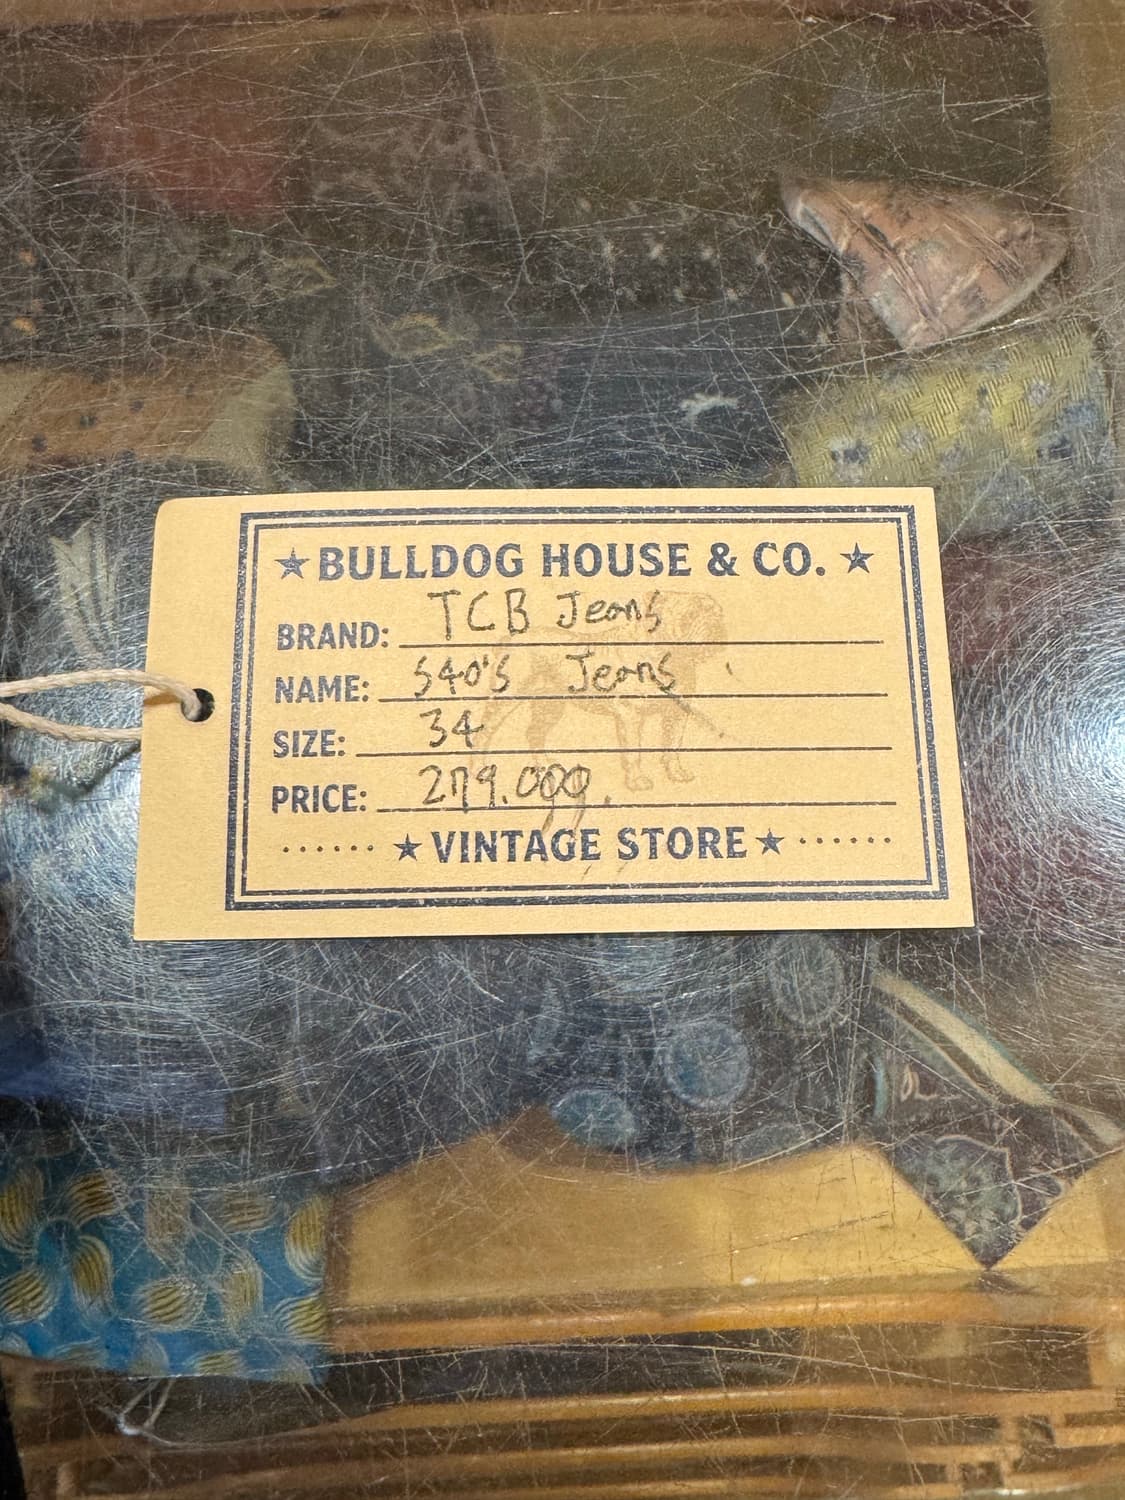 ★ BULLDOG HOUSE & CO. ★
BRAND: TCB Jeans
NAME: S40's Jeans
SIZE: 34
PRICE: 279.000.
...... ★ VINTAGE STORE ★ ......